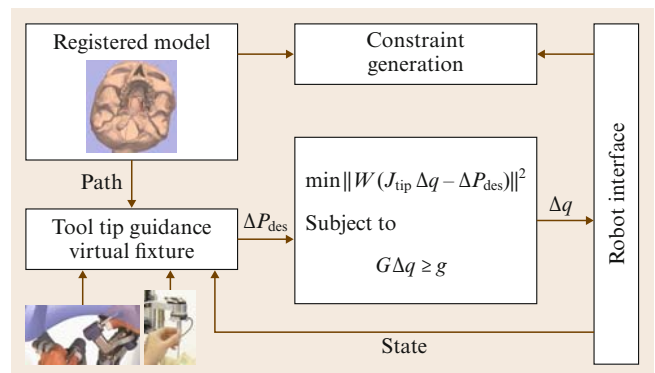 Registered model
Constraint
generation
Path
Tool tip guidance
virtual fixture
ΔP_des
min‖W(J_tip Δq – ΔP_des)‖²
Subject to
GΔq ≥ g
Δq
Robot interface
State